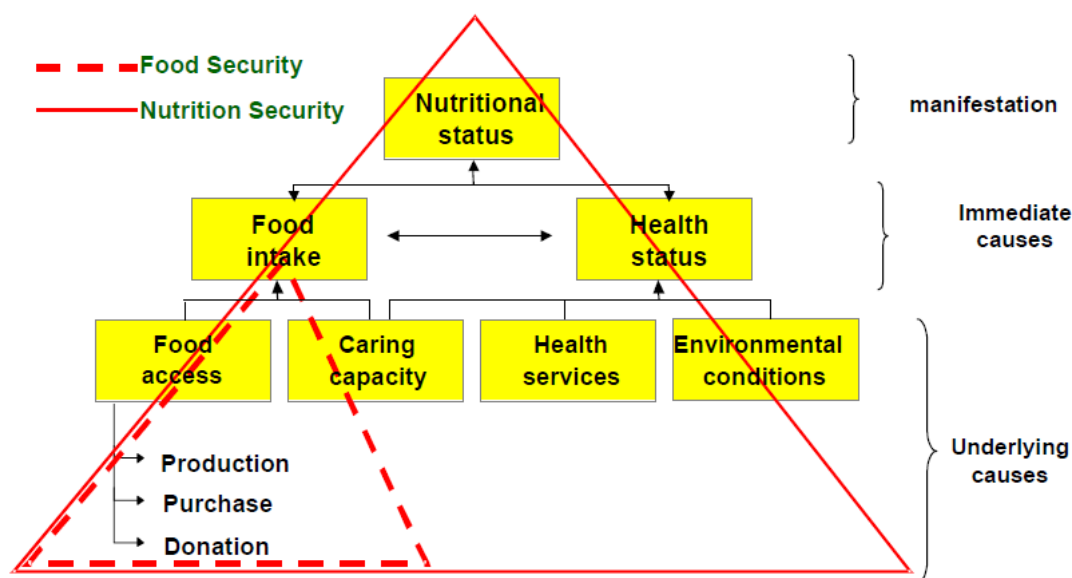 Food Security
Nutrition Security
Nutritional
status
manifestation
Food
intake
Health
status
Immediate
causes
Food
access
Caring
capacity
Health
services
Environmental
conditions
Underlying
causes
Production
Purchase
Donation